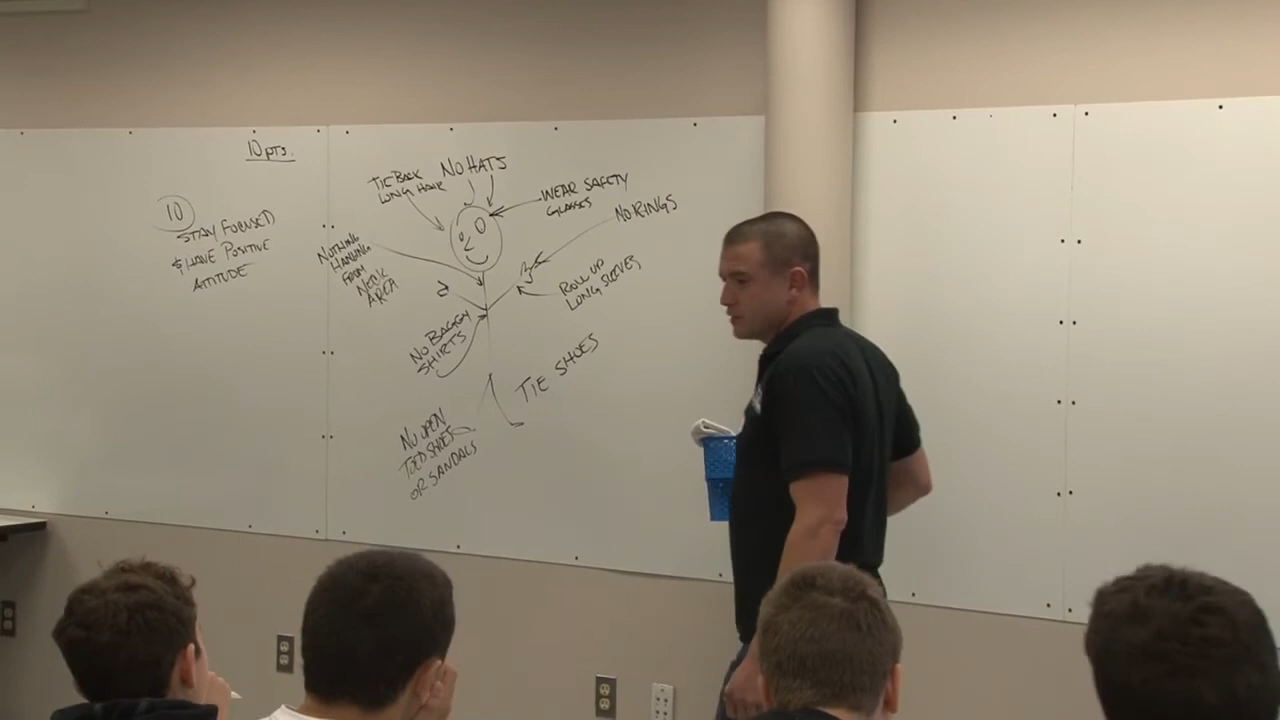 10 pts.
10
STAY FOCUSED
& HAVE POSITIVE
ATTITUDE
TIE-BACK
LONG HAIR
NO HATS
WEAR SAFETY
GLASSES
NO RINGS
NOTHING
HANGING
FROM
NECK
AREA
ROLL UP
LONG SLEEVES
NO BAGGY
SHIRTS
TIE SHOES
NO OPEN
TOED SHOES
OR SANDALS